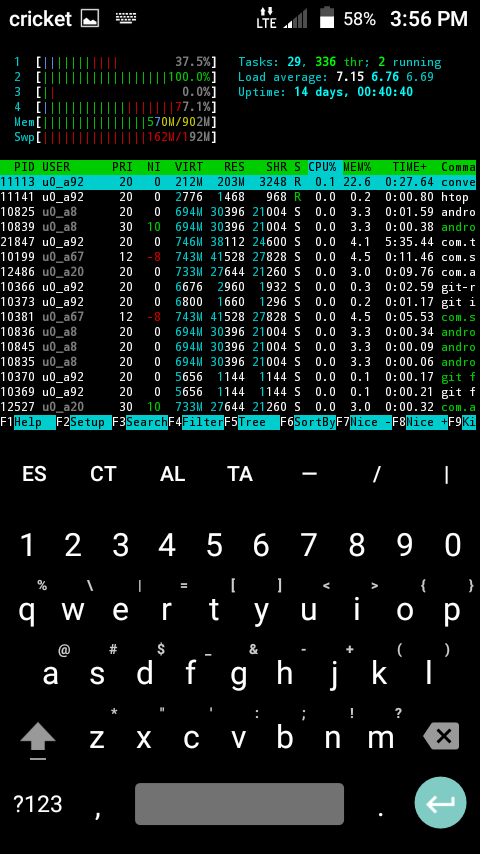 cricket LTE 58% 3:56 PM
1 [|||||||||||| 37.5%] Tasks: 29, 336 thr; 2 running
2 [||||||||||||||||||100.0%] Load average: 7.15 6.76 6.69
3 [|| 0.0%] Uptime: 14 days, 00:40:40
4 [|||||||||||||||||||77.1%]
Mem[|||||||||||||||570M/902M]
Swp[|||||||||||||||162M/192M]
PID USER PRI NI VIRT RES SHR S CPU% MEM% TIME+ Comma
11113 u0_a92 20 0 212M 203M 3248 R 0.1 22.6 0:27.64 conve
11141 u0_a92 20 0 2776 1468 968 R 0.0 0.2 0:00.80 htop
10825 u0_a8 20 0 694M 30396 21004 S 0.0 3.3 0:01.59 andro
10839 u0_a8 30 10 694M 30396 21004 S 0.0 3.3 0:00.38 andro
21847 u0_a92 20 0 746M 38112 24600 S 0.0 4.1 5:35.44 com.t
10199 u0_a67 12 -8 743M 41528 27828 S 0.0 4.5 0:11.46 com.s
12486 u0_a20 20 0 733M 27644 21260 S 0.0 3.0 0:09.76 com.a
10366 u0_a92 20 0 6676 2960 1932 S 0.0 0.3 0:02.59 git-r
10373 u0_a92 20 0 6800 1660 1296 S 0.0 0.2 0:01.17 git i
10381 u0_a67 12 -8 743M 41528 27828 S 0.0 4.5 0:05.53 com.s
10836 u0_a8 20 0 694M 30396 21004 S 0.0 3.3 0:00.34 andro
10845 u0_a8 20 0 694M 30396 21004 S 0.0 3.3 0:00.09 andro
10835 u0_a8 20 0 694M 30396 21004 S 0.0 3.3 0:00.06 andro
10370 u0_a92 20 0 5656 1144 1144 S 0.0 0.1 0:00.17 git f
10369 u0_a92 20 0 5656 1144 1144 S 0.0 0.1 0:00.21 git f
12527 u0_a20 30 10 733M 27644 21260 S 0.0 3.0 0:00.32 com.a
F1Help F2Setup F3SearchF4FilterF5Tree F6SortByF7Nice -F8Nice +F9Ki
ES CT AL TA — / |
1 2 3 4 5 6 7 8 9 0
% \ | = [ ] < > { }
q w e r t y u i o p
@ # $ _ & - + ( )
a s d f g h j k l
* " ' : ; ! ?
z x c v b n m
?123 , .